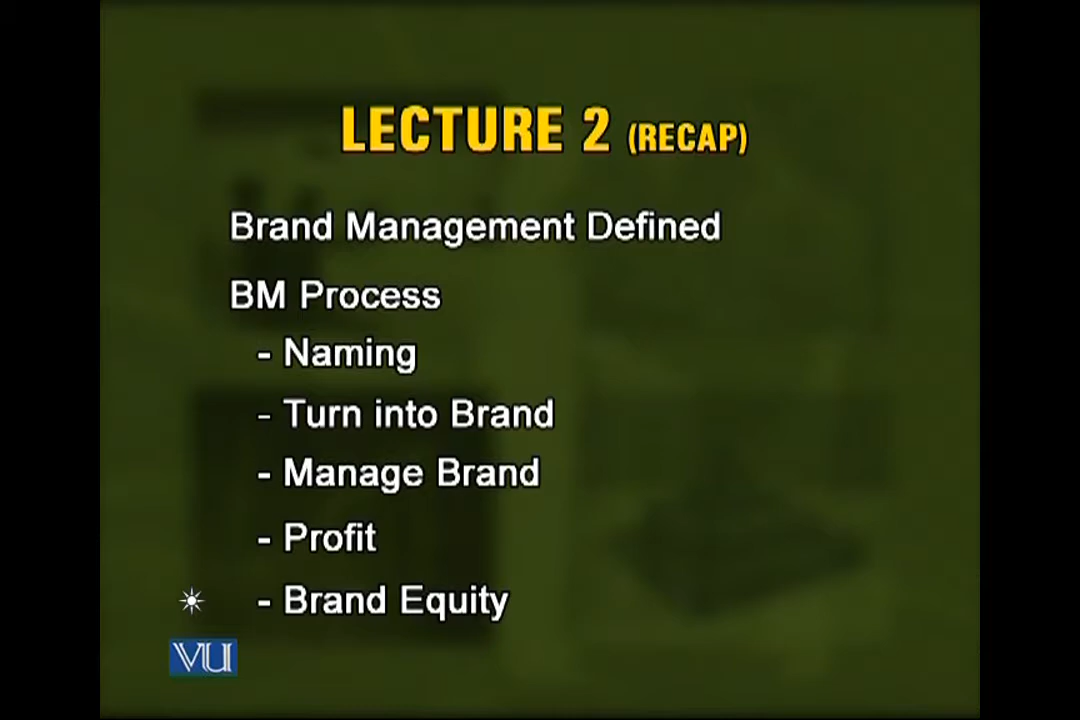 LECTURE 2 (RECAP)
Brand Management Defined
BM Process
- Naming
- Turn into Brand
- Manage Brand
- Profit
- Brand Equity
VU